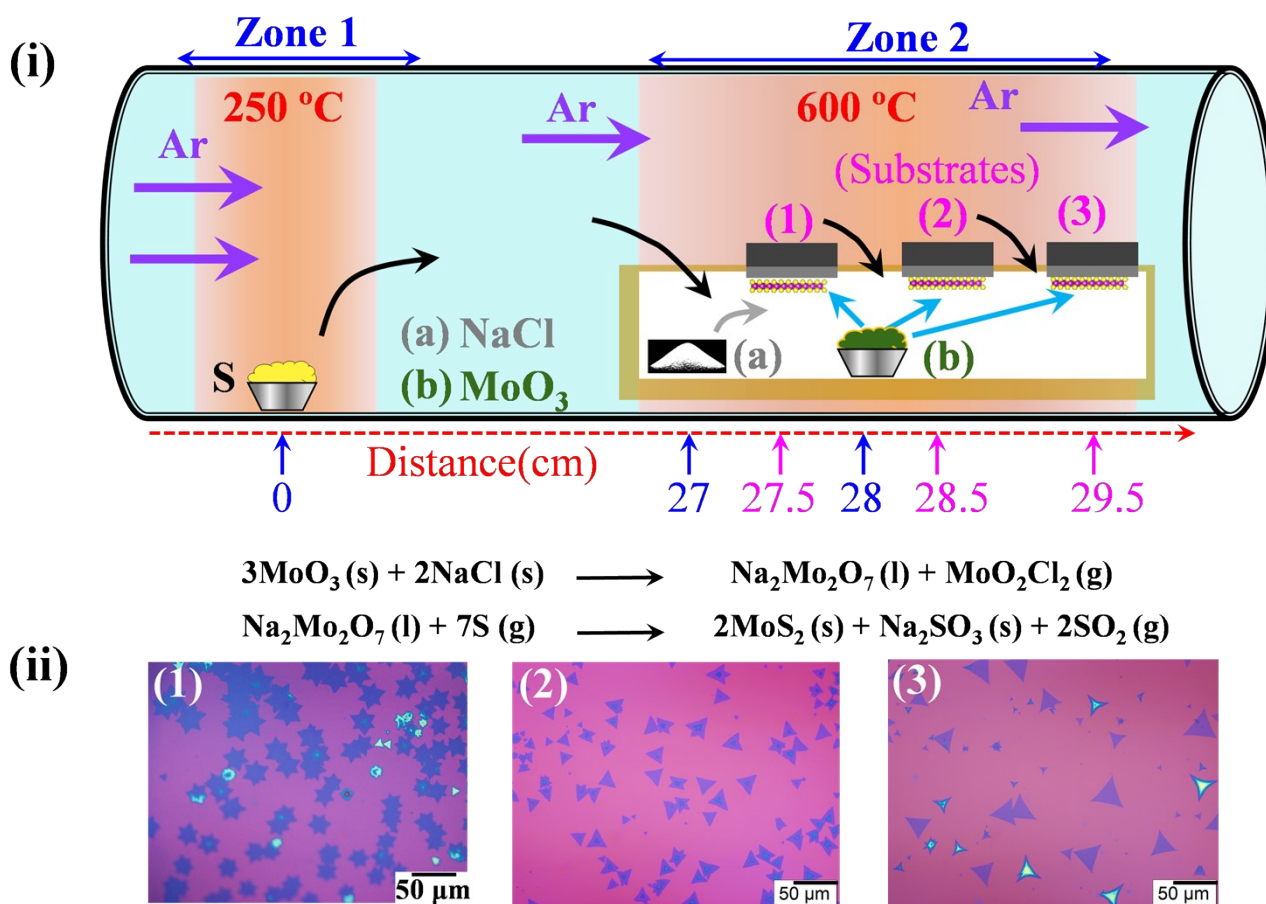 (i)
Zone 1
Zone 2
250 ºC
600 ºC
Ar
Ar
Ar
(Substrates)
(1)
(2)
(3)
(a) NaCl
(b) MoO₃
S
(a)
(b)
Distance(cm)
0
27
27.5
28
28.5
29.5
3MoO₃ (s) + 2NaCl (s) ⟶ Na₂Mo₂O₇ (l) + MoO₂Cl₂ (g)
Na₂Mo₂O₇ (l) + 7S (g) ⟶ 2MoS₂ (s) + Na₂SO₃ (s) + 2SO₂ (g)
(ii)
(1)
(2)
(3)
50 µm
50 µm
50 µm